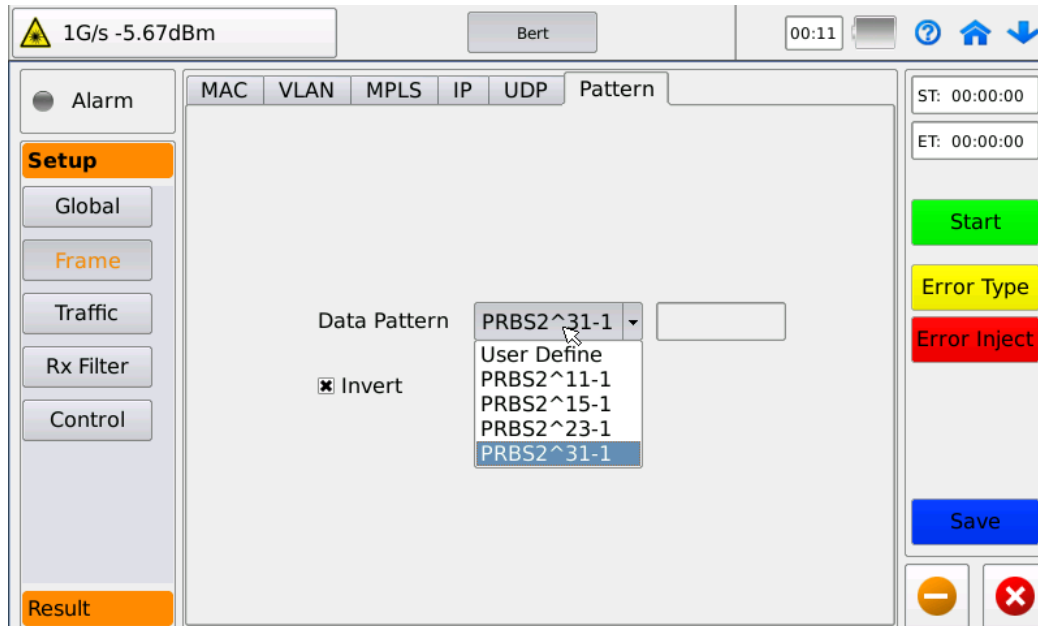 1G/s -5.67dBm
Bert
00:11
Alarm
MAC VLAN MPLS IP UDP Pattern
ST: 00:00:00
ET: 00:00:00
Setup
Global
Frame
Traffic
Rx Filter
Control
Result
Data Pattern PRBS2^31-1
User Define
PRBS2^11-1
PRBS2^15-1
PRBS2^23-1
PRBS2^31-1
Invert
Start
Error Type
Error Inject
Save